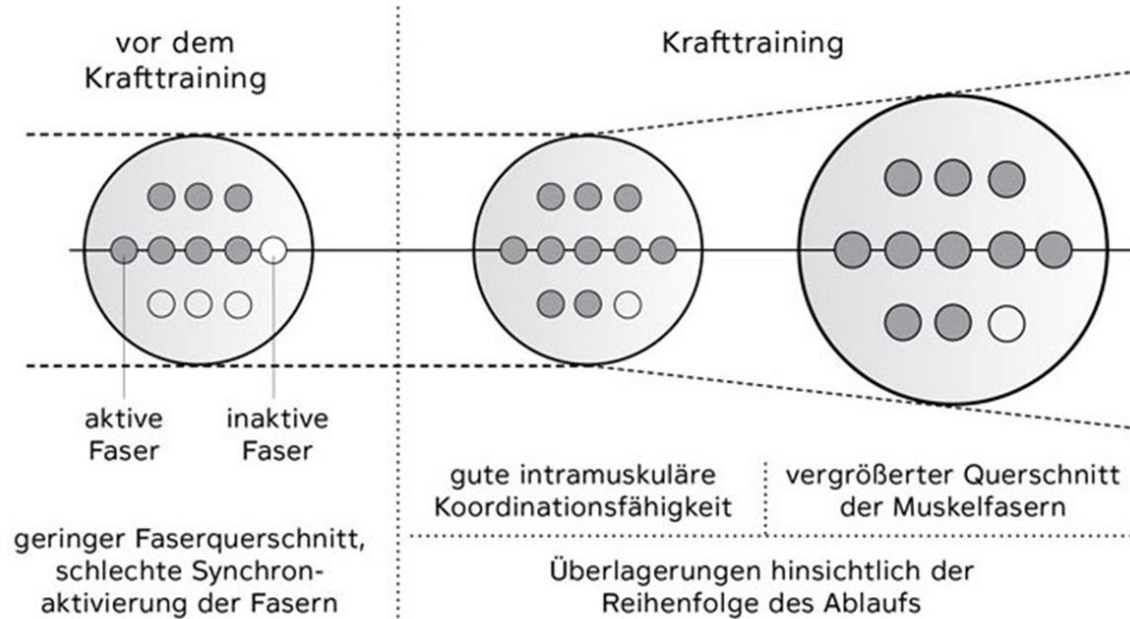 vor dem
Krafttraining
Krafttraining
aktive
Faser
inaktive
Faser
geringer Faserquerschnitt,
schlechte Synchron-
aktivierung der Fasern
gute intramuskuläre
Koordinationsfähigkeit
vergrößerter Querschnitt
der Muskelfasern
Überlagerungen hinsichtlich der
Reihenfolge des Ablaufs